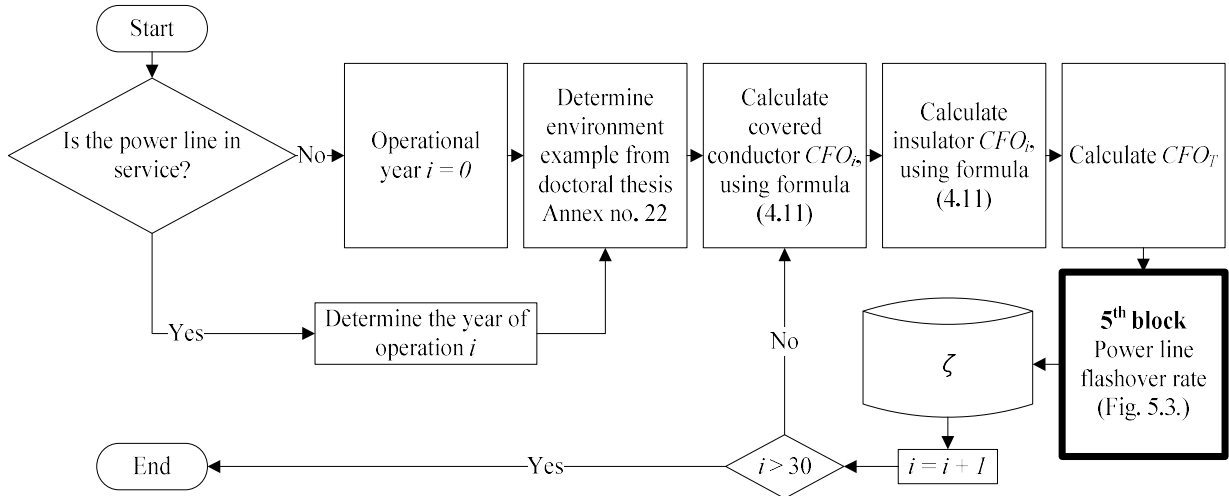 Start
Is the power line in
service?
No
Operational
year i = 0
Determine
environment
example from
doctoral thesis
Annex no. 22
Calculate
covered
conductor CFOi,
using formula
(4.11)
Calculate
insulator CFOi,
using formula
(4.11)
Calculate CFOT
Yes
Determine the year of
operation i
No
ζ
5th block
Power line
flashover rate
(Fig. 5.3.)
End
Yes
i > 30
i = i + 1